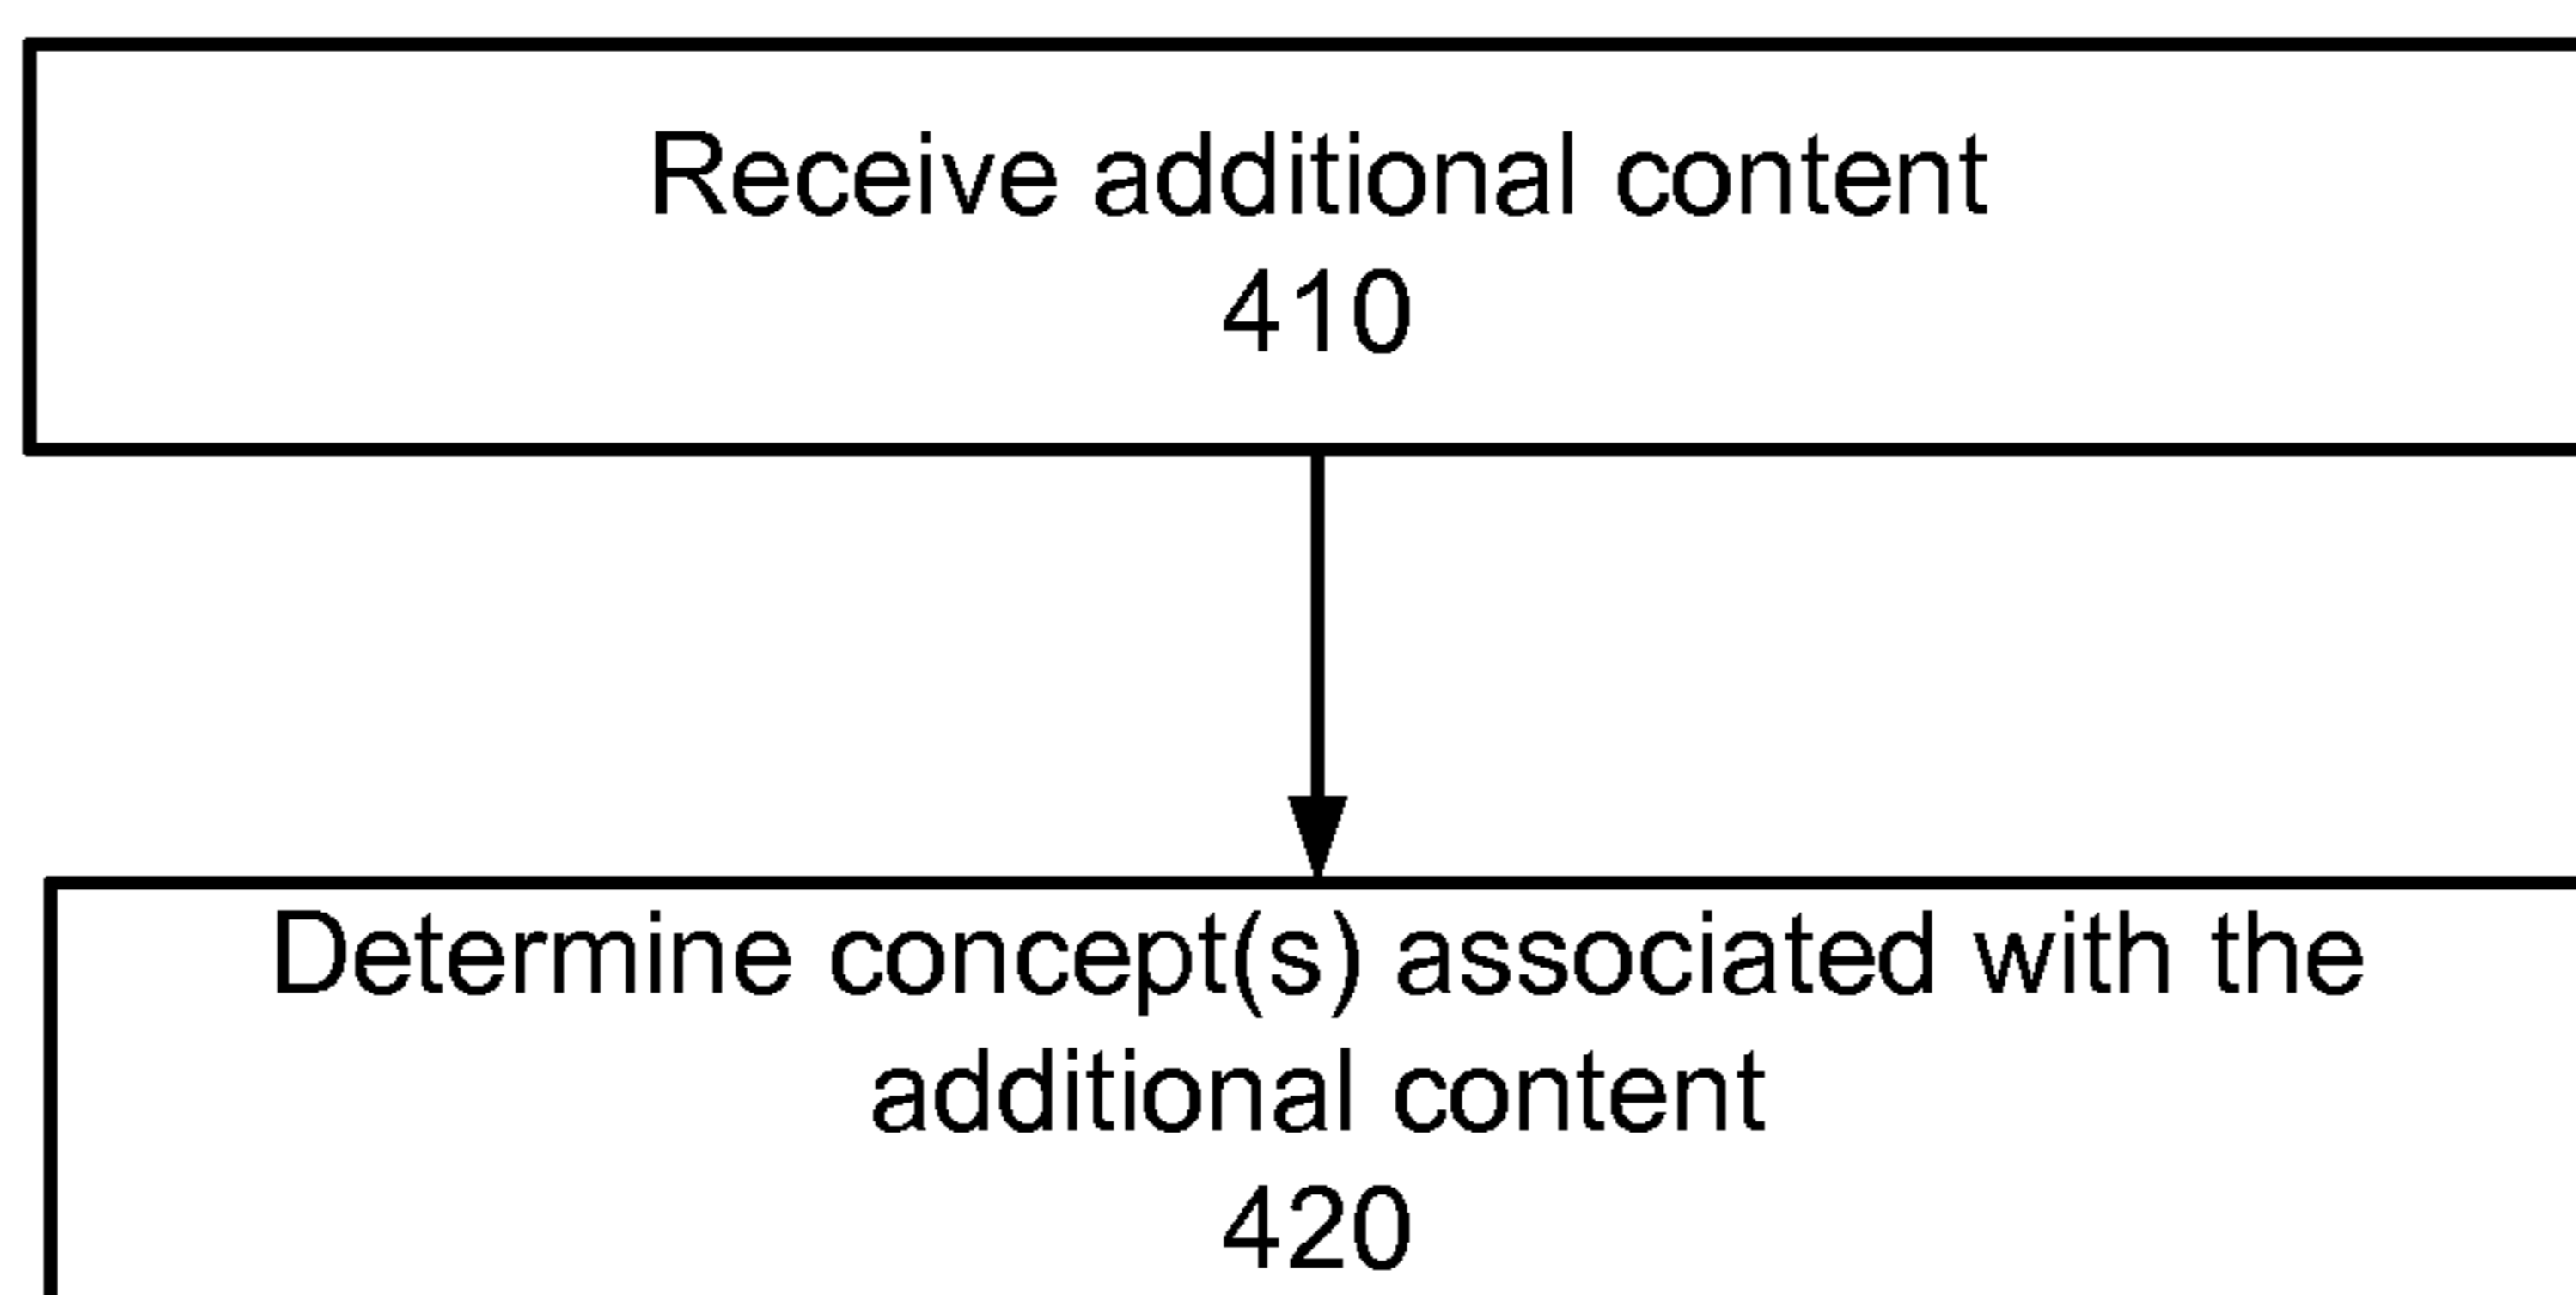 Receive additional content
410
Determine concept(s) associated with the
additional content
420